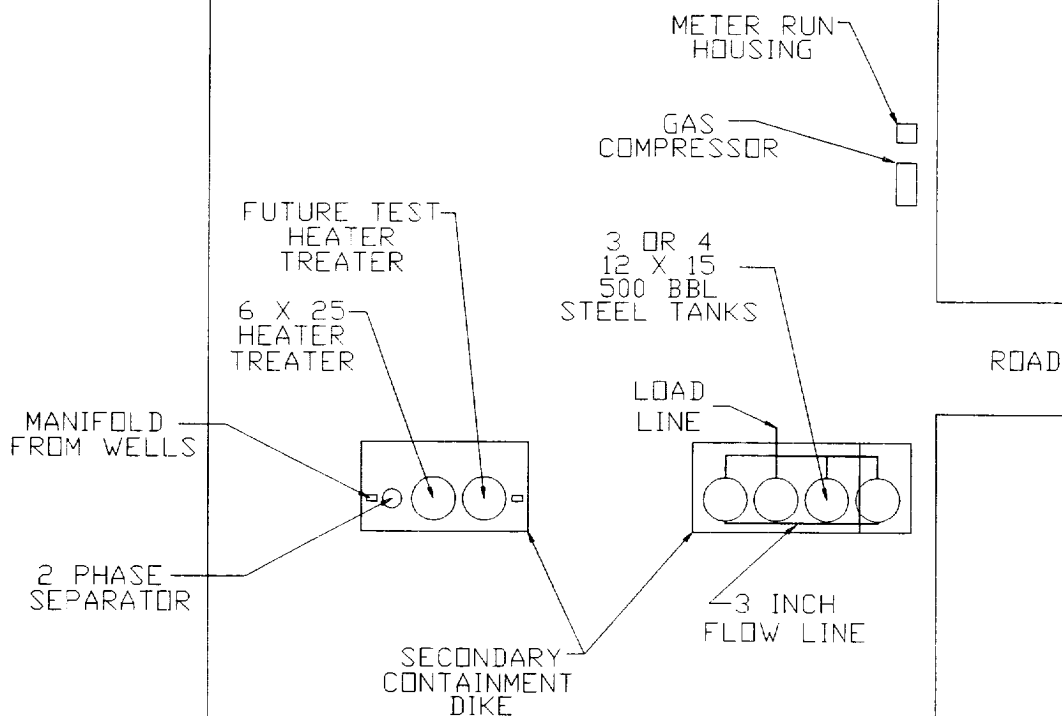 METER RUN
HOUSING
GAS
COMPRESSOR
FUTURE TEST
HEATER
TREATER
3 OR 4
12 X 15
500 BBL
STEEL TANKS
6 X 25
HEATER
TREATER
ROAD
LOAD
LINE
MANIFOLD
FROM WELLS
2 PHASE
SEPARATOR
3 INCH
FLOW LINE
SECONDARY
CONTAINMENT
DIKE